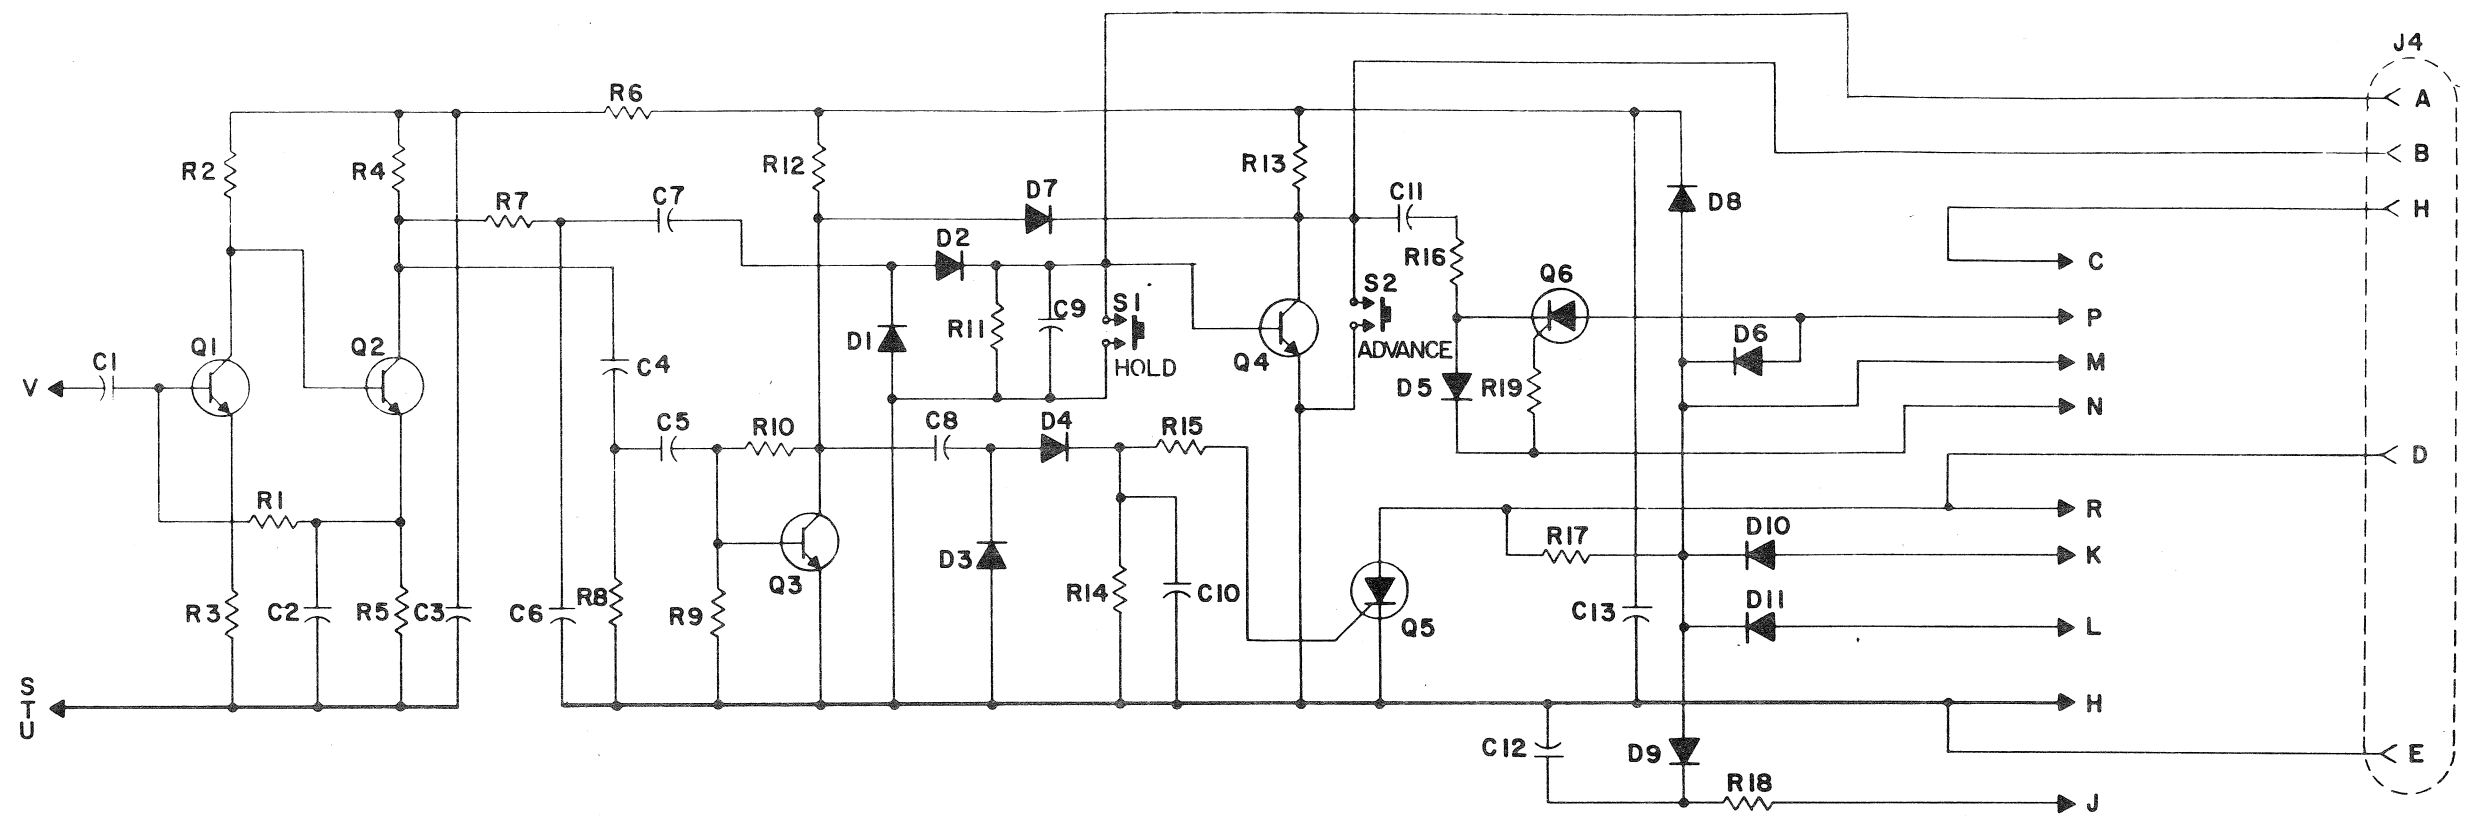 J4
R6
A
R2
R4
R12
R13
B
R7
C7
D7
C11
D8
H
D2
R16
Q6
C
S2
R11
C9
S1
P
D1
D6
Q1
Q2
C1
C4
Q4
ADVANCE
HOLD
M
V
D5
R19
N
C5
R10
C8
D4
R15
D
R1
R
R17
D10
D3
K
Q3
R3
C2
R5
C3
C6
R8
R9
R14
C10
Q5
C13
D11
L
S
T
U
H
C12
D9
E
R18
J